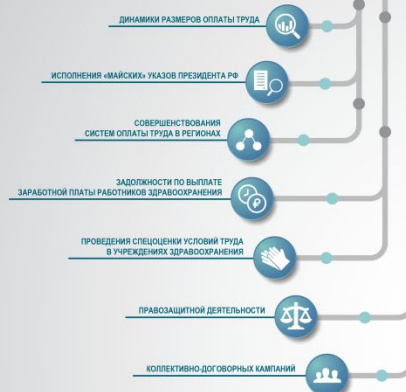 ДИНАМИКИ РАЗМЕРОВ ОПЛАТЫ ТРУДА
ИСПОЛНЕНИЯ «МАЙСКИХ» УКАЗОВ ПРЕЗИДЕНТА РФ
СОВЕРШЕНСТВОВАНИЯ
СИСТЕМ ОПЛАТЫ ТРУДА В РЕГИОНАХ
ЗАДОЛЖНОСТИ ПО ВЫПЛАТЕ
ЗАРАБОТНОЙ ПЛАТЫ РАБОТНИКОВ ЗДРАВООХРАНЕНИЯ
ПРОВЕДЕНИЯ СПЕЦОЦЕНКИ УСЛОВИЙ ТРУДА
В УЧРЕЖДЕНИЯХ ЗДРАВООХРАНЕНИЯ
ПРАВОЗАЩИТНОЙ ДЕЯТЕЛЬНОСТИ
КОЛЛЕКТИВНО-ДОГОВОРНЫХ КАМПАНИЙ